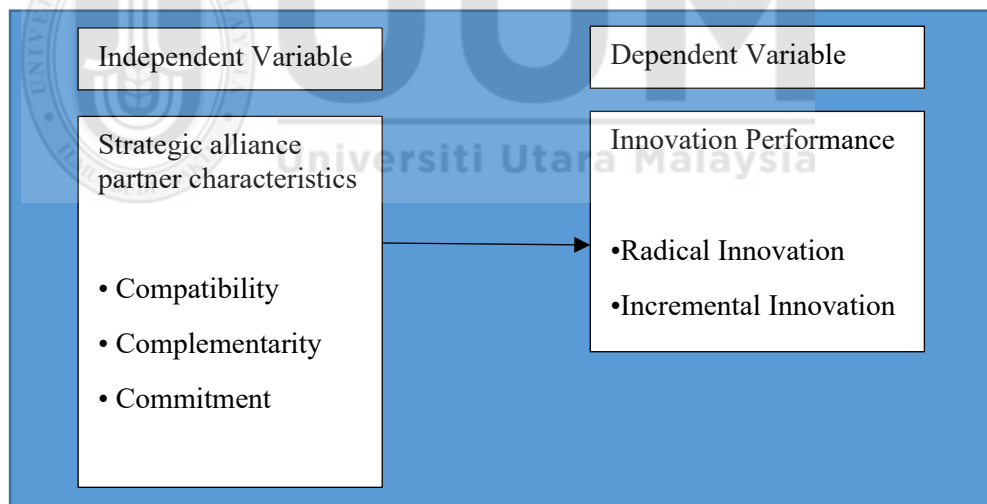 UUM
Universiti Utara Malaysia
Independent Variable
Strategic alliance
partner characteristics
• Compatibility
• Complementarity
• Commitment
Dependent Variable
Innovation Performance
•Radical Innovation
•Incremental Innovation